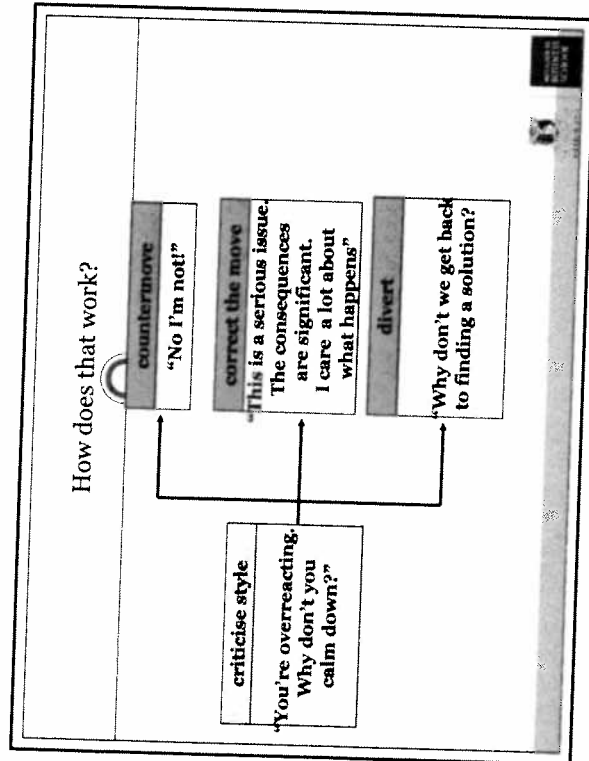 How does that work?
criticise style
“You're overreacting.
Why don't you
calm down?”
countermove
“No I'm not!”
correct the move
“This is a serious issue.
The consequences
are significant.
I care a lot about
what happens”
divert
“Why don't we get back
to finding a solution?
BUSINESS
SCHOOL